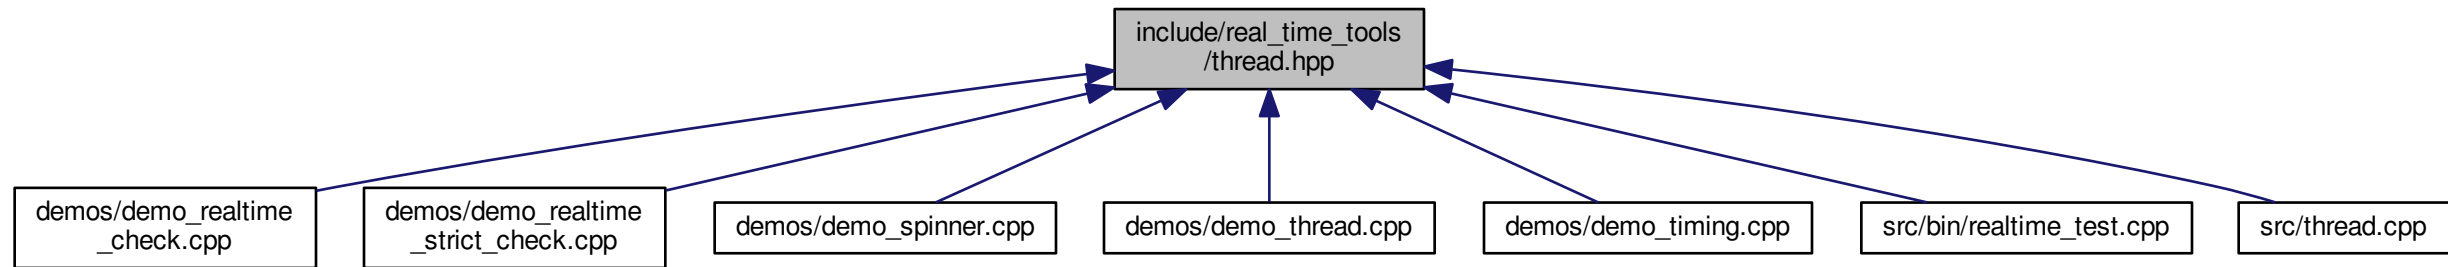 include/real_time_tools
/thread.hpp
demos/demo_realtime
_check.cpp
demos/demo_realtime
_strict_check.cpp
demos/demo_spinner.cpp
demos/demo_thread.cpp
demos/demo_timing.cpp
src/bin/realtime_test.cpp
src/thread.cpp